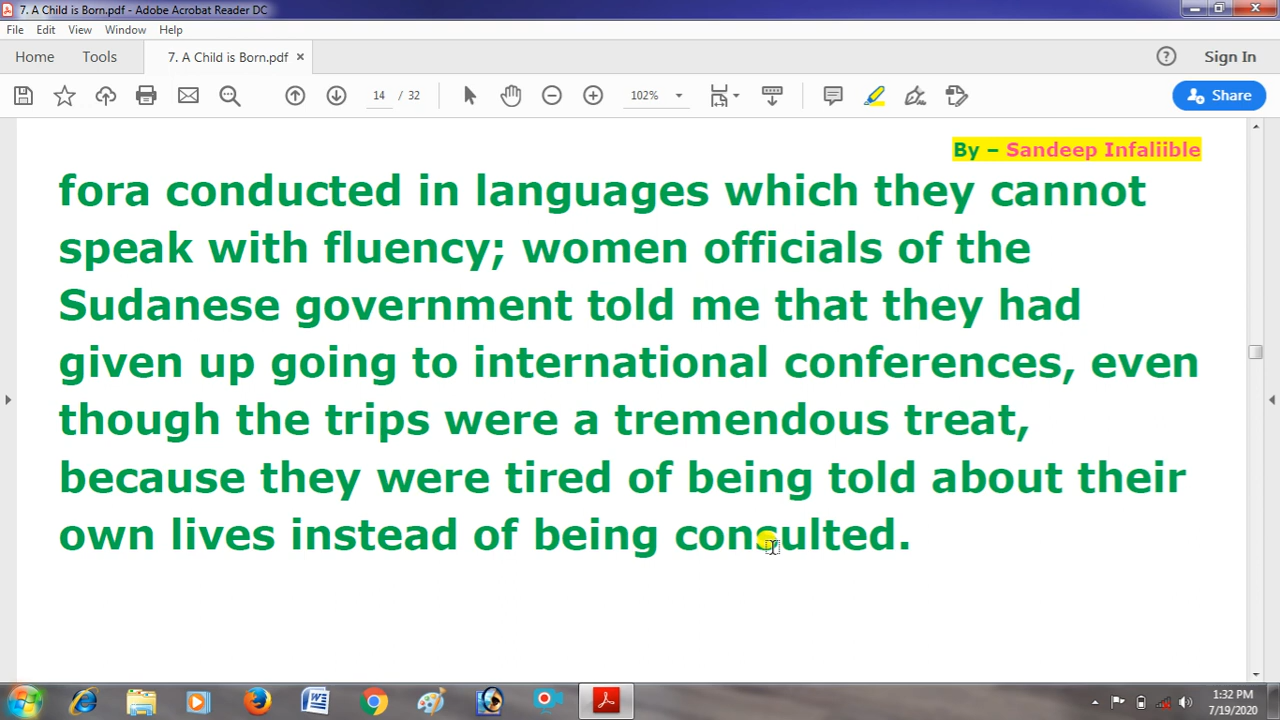 7. A Child is Born.pdf - Adobe Acrobat Reader DC
File Edit View Window Help
Home Tools 7. A Child is Born.pdf × Sign In
14 / 32 102% Share
By – Sandeep Infaliible
fora conducted in languages which they cannot
speak with fluency; women officials of the
Sudanese government told me that they had
given up going to international conferences, even
though the trips were a tremendous treat,
because they were tired of being told about their
own lives instead of being consulted.
1:32 PM
7/19/2020